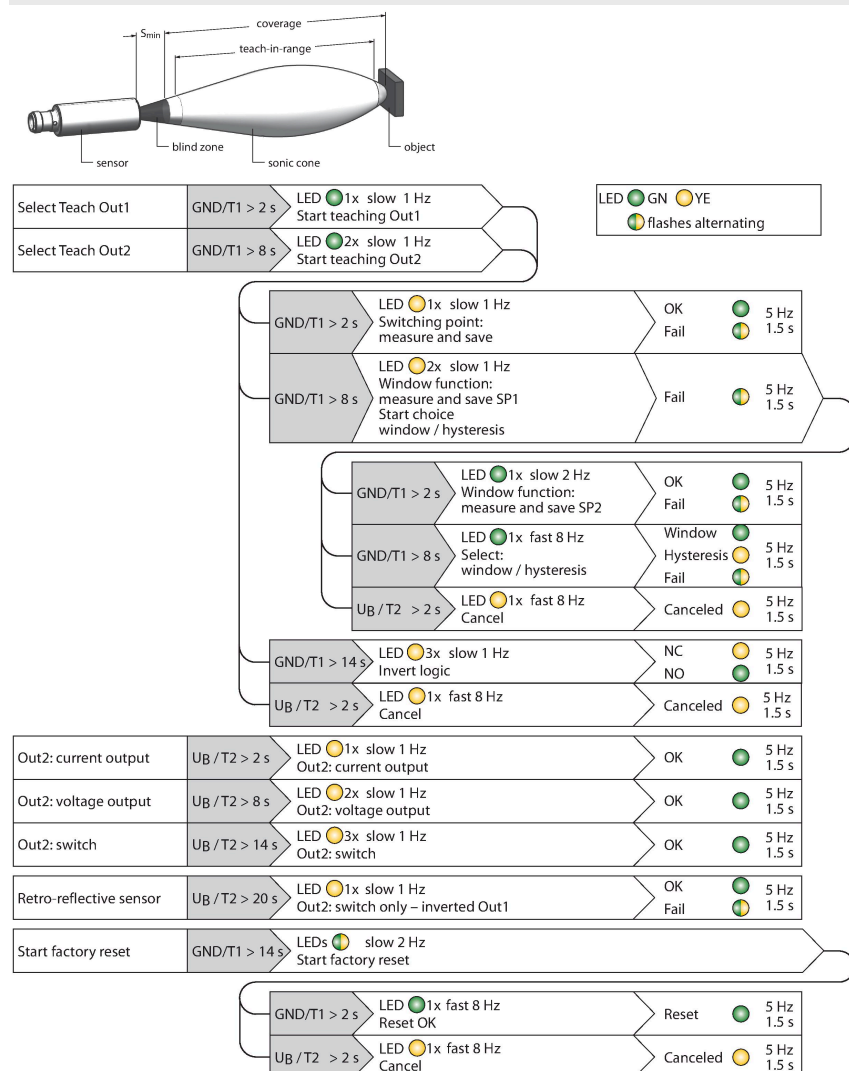 coverage
Smin
teach-in-range
blind zone
object
sensor
sonic cone
LED GN YE
flashes alternating
Select Teach Out1
GND/T1 > 2 s
LED 1x slow 1 Hz
Start teaching Out1
Select Teach Out2
GND/T1 > 8 s
LED 2x slow 1 Hz
Start teaching Out2
GND/T1 > 2 s
LED 1x slow 1 Hz
Switching point:
measure and save
OK
Fail
5 Hz
1.5 s
GND/T1 > 8 s
LED 2x slow 1 Hz
Window function:
measure and save SP1
Start choice
window / hysteresis
Fail
5 Hz
1.5 s
GND/T1 > 2 s
LED 1x slow 2 Hz
Window function:
measure and save SP2
OK
Fail
5 Hz
1.5 s
GND/T1 > 8 s
LED 1x fast 8 Hz
Select:
window / hysteresis
Window
Hysteresis
Fail
5 Hz
1.5 s
UB / T2 > 2 s
LED 1x fast 8 Hz
Cancel
Canceled
5 Hz
1.5 s
GND/T1 > 14 s
LED 3x slow 1 Hz
Invert logic
NC
NO
5 Hz
1.5 s
UB / T2 > 2 s
LED 1x fast 8 Hz
Cancel
Canceled
5 Hz
1.5 s
Out2: current output
UB / T2 > 2 s
LED 1x slow 1 Hz
Out2: current output
OK
5 Hz
1.5 s
Out2: voltage output
UB / T2 > 8 s
LED 2x slow 1 Hz
Out2: voltage output
OK
5 Hz
1.5 s
Out2: switch
UB / T2 > 14 s
LED 3x slow 1 Hz
Out2: switch
OK
5 Hz
1.5 s
Retro-reflective sensor
UB / T2 > 20 s
LED 1x slow 1 Hz
Out2: switch only – inverted Out1
OK
Fail
5 Hz
1.5 s
Start factory reset
GND/T1 > 14 s
LEDs slow 2 Hz
Start factory reset
GND/T1 > 2 s
LED 1x fast 8 Hz
Reset OK
Reset
5 Hz
1.5 s
UB / T2 > 2 s
LED 1x fast 8 Hz
Cancel
Canceled
5 Hz
1.5 s